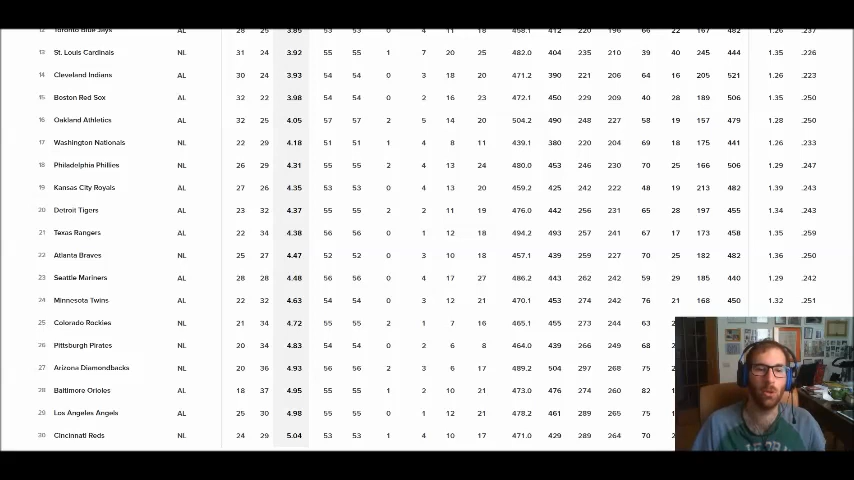 12 Toronto Blue Jays AL 28 25 3.85 53 53 0 4 11 18 458.1 412 220 196 66 22 167 482 1.26 .237
13 St. Louis Cardinals NL 31 24 3.92 55 55 1 7 20 25 482.0 404 235 210 39 40 245 444 1.35 .226
14 Cleveland Indians AL 30 24 3.93 54 54 0 3 18 20 471.2 390 221 206 64 16 205 521 1.26 .223
15 Boston Red Sox AL 32 22 3.98 54 54 0 2 16 23 472.1 450 229 209 40 28 189 506 1.35 .250
16 Oakland Athletics AL 32 25 4.05 57 57 2 5 14 20 504.2 490 248 227 58 19 157 479 1.28 .250
17 Washington Nationals NL 22 29 4.18 51 51 1 4 8 11 439.1 380 220 204 69 18 175 441 1.26 .233
18 Philadelphia Phillies NL 26 29 4.31 55 55 2 4 13 24 480.0 453 246 230 70 25 166 506 1.29 .247
19 Kansas City Royals AL 27 26 4.35 53 53 0 4 13 20 459.2 425 242 222 48 19 213 482 1.39 .243
20 Detroit Tigers AL 23 32 4.37 55 55 2 2 11 19 476.0 442 256 231 65 28 197 455 1.34 .243
21 Texas Rangers AL 22 34 4.38 56 56 0 1 12 18 494.2 493 257 241 67 17 173 458 1.35 .259
22 Atlanta Braves NL 25 27 4.47 52 52 0 3 10 18 457.1 439 259 227 70 25 182 482 1.36 .250
23 Seattle Mariners AL 28 28 4.48 56 56 0 4 17 27 486.2 443 262 242 59 29 185 440 1.29 .242
24 Minnesota Twins AL 22 32 4.63 54 54 0 3 12 21 470.1 453 274 242 76 21 168 450 1.32 .251
25 Colorado Rockies NL 21 34 4.72 55 55 2 1 7 16 465.1 455 273 244 63
26 Pittsburgh Pirates NL 20 34 4.83 54 54 0 2 6 8 464.0 439 266 249 68
27 Arizona Diamondbacks NL 20 36 4.93 56 56 2 3 6 17 489.2 504 297 268 75
28 Baltimore Orioles AL 18 37 4.95 55 55 1 2 10 21 473.0 476 274 260 82
29 Los Angeles Angels AL 25 30 4.98 55 55 0 1 12 21 478.2 461 289 265 75
30 Cincinnati Reds NL 24 29 5.04 53 53 1 4 10 17 471.0 429 289 264 70